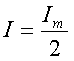 I = I_m / 2